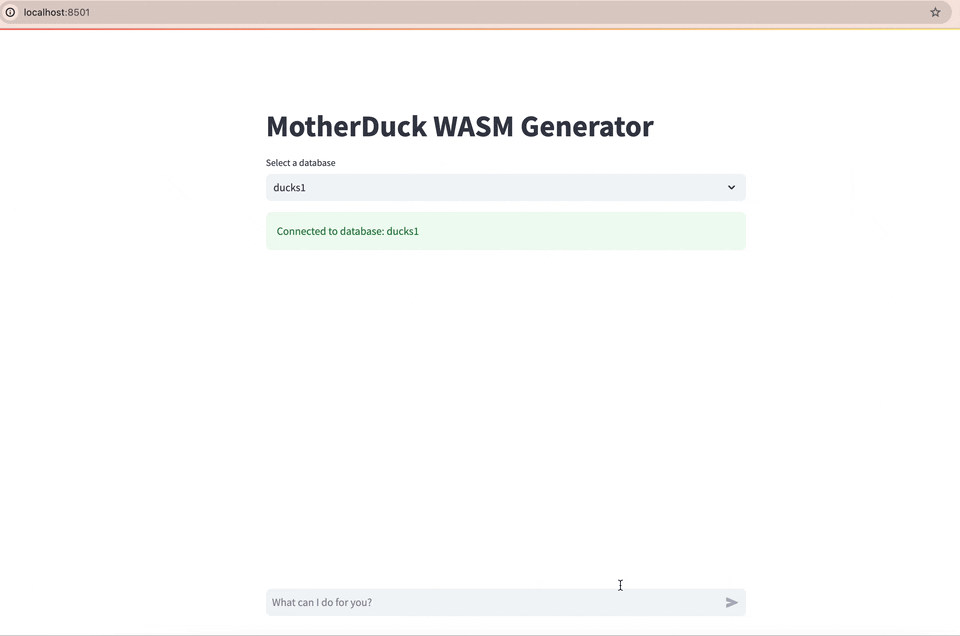 localhost:8501
MotherDuck WASM Generator
Select a database
ducks1
Connected to database: ducks1
What can I do for you?